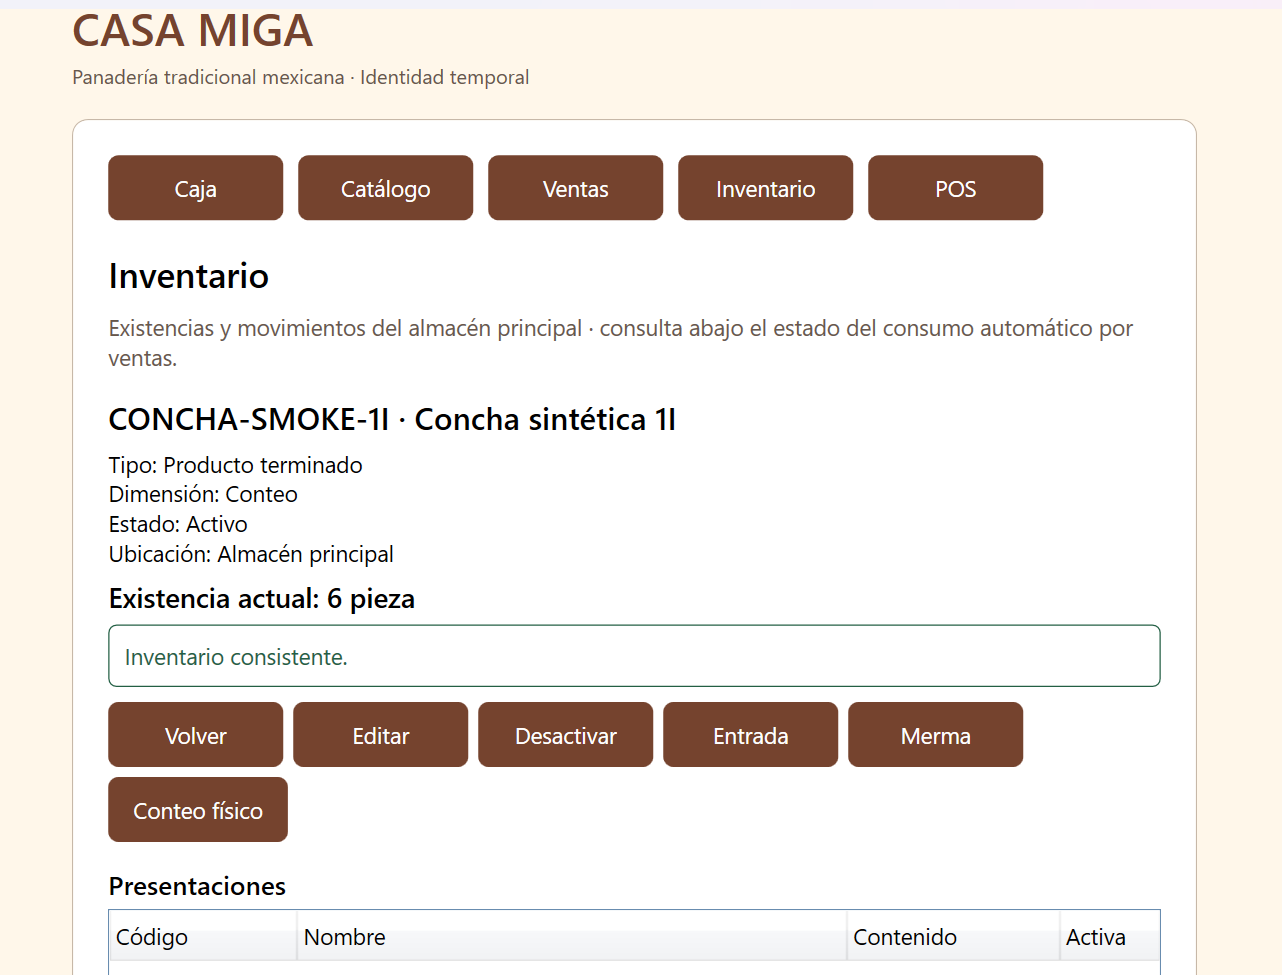 CASA MIGA
Panadería tradicional mexicana · Identidad temporal
Caja Catálogo Ventas Inventario POS
Inventario
Existencias y movimientos del almacén principal · consulta abajo el estado del consumo automático por
ventas.
CONCHA-SMOKE-1I · Concha sintética 1I
Tipo: Producto terminado
Dimensión: Conteo
Estado: Activo
Ubicación: Almacén principal
Existencia actual: 6 pieza
Inventario consistente.
Volver Editar Desactivar Entrada Merma
Conteo físico
Presentaciones
Código Nombre Contenido Activa